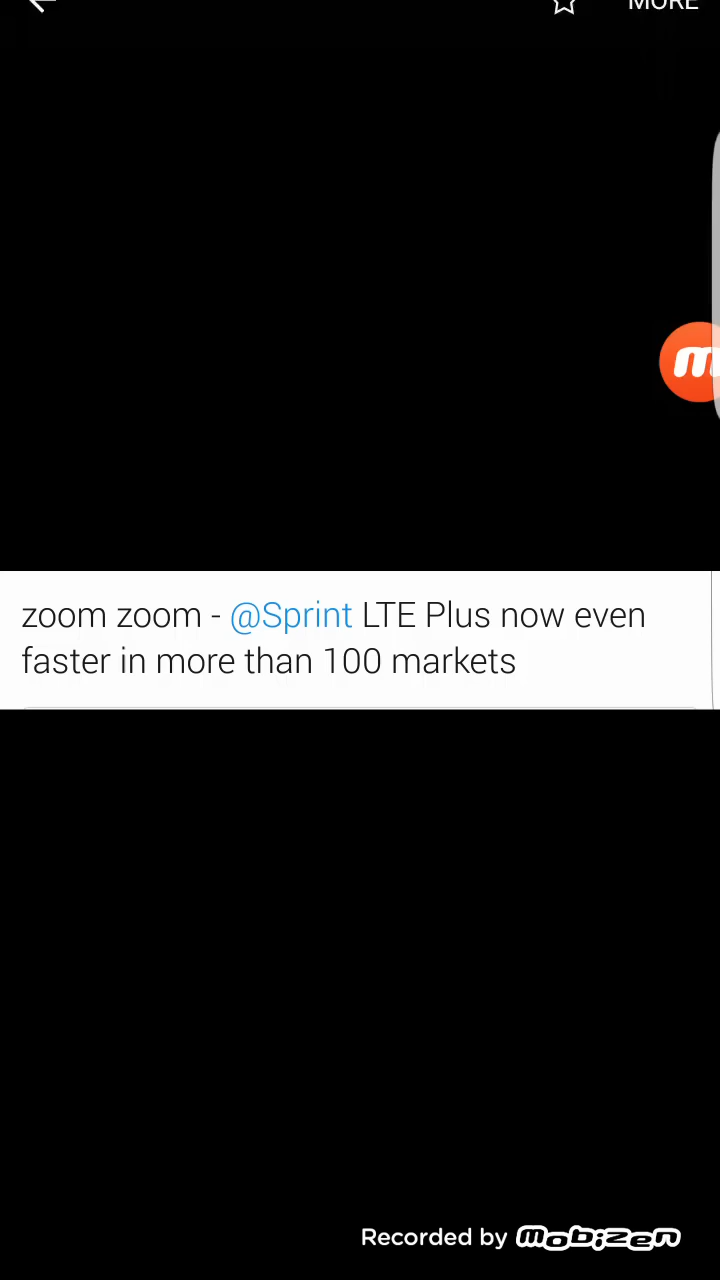 MORE
zoom zoom - @Sprint LTE Plus now even
faster in more than 100 markets
Recorded by mobizen